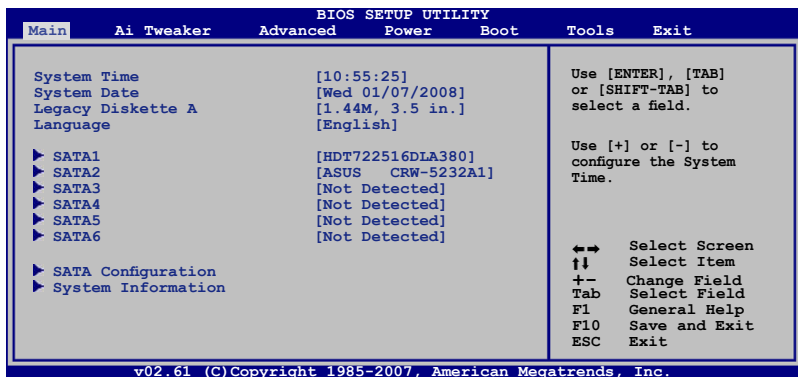 BIOS SETUP UTILITY
Main Ai Tweaker Advanced Power Boot Tools Exit
System Time [10:55:25]
System Date [Wed 01/07/2008]
Legacy Diskette A [1.44M, 3.5 in.]
Language [English]
SATA1 [HDT722516DLA380]
SATA2 [ASUS CRW-5232A1]
SATA3 [Not Detected]
SATA4 [Not Detected]
SATA5 [Not Detected]
SATA6 [Not Detected]
SATA Configuration
System Information
Use [ENTER], [TAB]
or [SHIFT-TAB] to
select a field.
Use [+] or [-] to
configure the System
Time.
←→ Select Screen
↑↓ Select Item
+- Change Field
Tab Select Field
F1 General Help
F10 Save and Exit
ESC Exit
v02.61 (C)Copyright 1985-2007, American Megatrends, Inc.